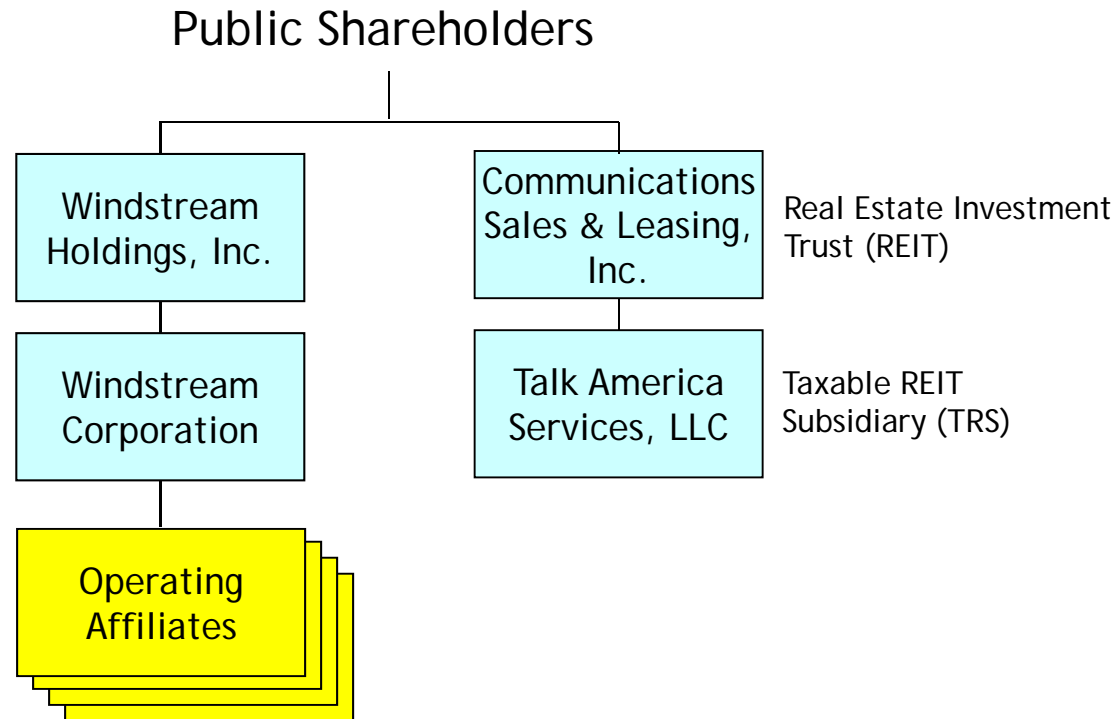 Public Shareholders
Windstream
Holdings, Inc.
Communications
Sales & Leasing,
Inc.
Real Estate Investment
Trust (REIT)
Windstream
Corporation
Talk America
Services, LLC
Taxable REIT
Subsidiary (TRS)
Operating
Affiliates